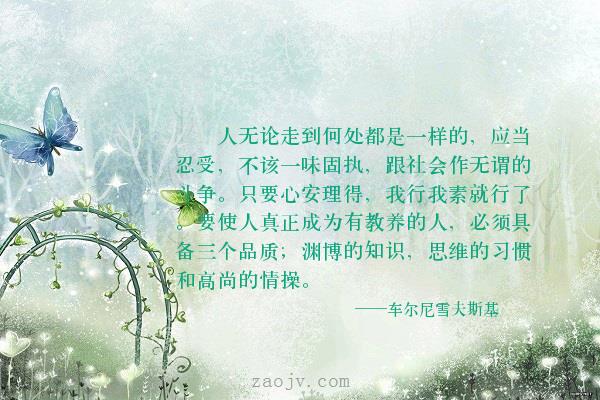 人无论走到何处都是一样的，应当
忍受，不该一味固执，跟社会作无谓的
斗争。只要心安理得，我行我素就行了
。要使人真正成为有教养的人，必须具
备三个品质；渊博的知识，思维的习惯
和高尚的情操。
——车尔尼雪夫斯基
zaojv.com